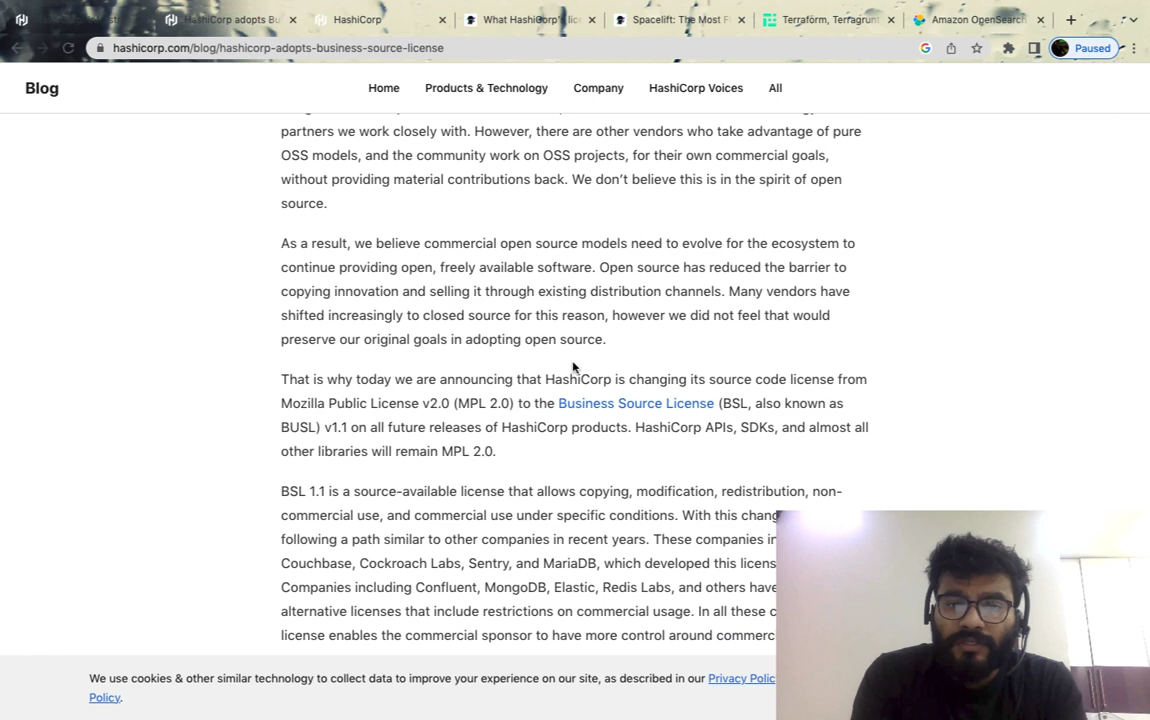 HashiCorp adopts Bu
HashiCorp
What HashiCorp's lic
Spacelift: The Most F
Terraform, Terragrunt
Amazon OpenSearch
hashicorp.com/blog/hashicorp-adopts-business-source-license
Paused
Blog
Home
Products & Technology
Company
HashiCorp Voices
All
partners we work closely with. However, there are other vendors who take advantage of pure
OSS models, and the community work on OSS projects, for their own commercial goals,
without providing material contributions back. We don't believe this is in the spirit of open
source.
As a result, we believe commercial open source models need to evolve for the ecosystem to
continue providing open, freely available software. Open source has reduced the barrier to
copying innovation and selling it through existing distribution channels. Many vendors have
shifted increasingly to closed source for this reason, however we did not feel that would
preserve our original goals in adopting open source.
That is why today we are announcing that HashiCorp is changing its source code license from
Mozilla Public License v2.0 (MPL 2.0) to the Business Source License (BSL, also known as
BUSL) v1.1 on all future releases of HashiCorp products. HashiCorp APIs, SDKs, and almost all
other libraries will remain MPL 2.0.
BSL 1.1 is a source-available license that allows copying, modification, redistribution, non-
commercial use, and commercial use under specific conditions. With this chang
following a path similar to other companies in recent years. These companies in
Couchbase, Cockroach Labs, Sentry, and MariaDB, which developed this licens
Companies including Confluent, MongoDB, Elastic, Redis Labs, and others have
alternative licenses that include restrictions on commercial usage. In all these c
license enables the commercial sponsor to have more control around commerc
We use cookies & other similar technology to collect data to improve your experience on our site, as described in our Privacy Polic
Policy.